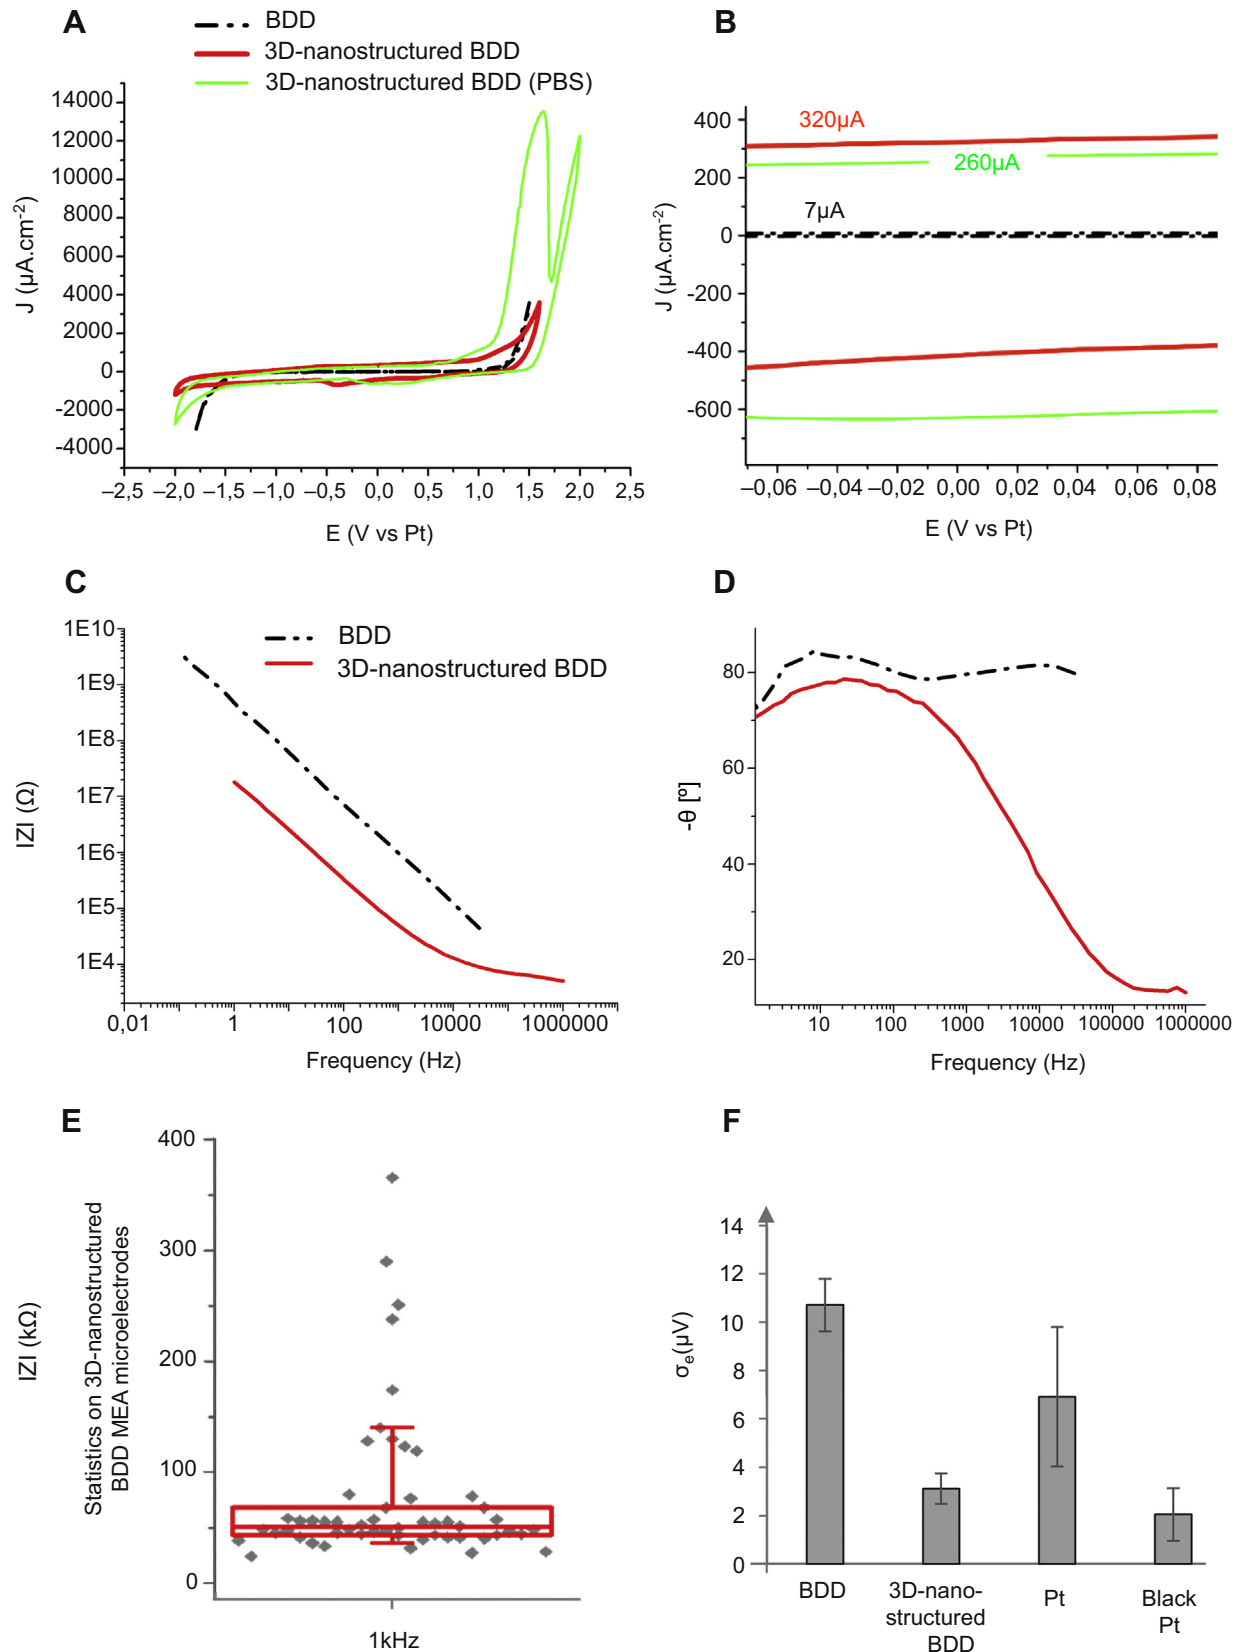 A
BDD
3D-nanostructured BDD
3D-nanostructured BDD (PBS)
14000
12000
10000
8000
6000
4000
2000
0
-2000
-4000
J (µA.cm-2)
–2,5 –2,0 –1,5 –1,0 –0,5 0,0 0,5 1,0 1,5 2,0 2,5
E (V vs Pt)
B
400
200
0
-200
-400
-600
J (µA.cm-2)
320µA
260µA
7µA
–0,06 –0,04 –0,02 0,00 0,02 0,04 0,06 0,08
E (V vs Pt)
C
BDD
3D-nanostructured BDD
1E10
1E9
1E8
1E7
1E6
1E5
1E4
IZI (Ω)
0.01 1 100 10000 1000000
Frequency (Hz)
D
80
60
40
20
-θ [º]
10 100 1000 10000 100000 1000000
Frequency (Hz)
E
400
300
200
100
0
IZI (kΩ)
Statistics on 3D-nanostructured
BDD MEA microelectrodes
1kHz
F
14
12
10
8
6
4
2
0
σe(µV)
BDD
3D-nano-
structured
BDD
Pt
Black
Pt